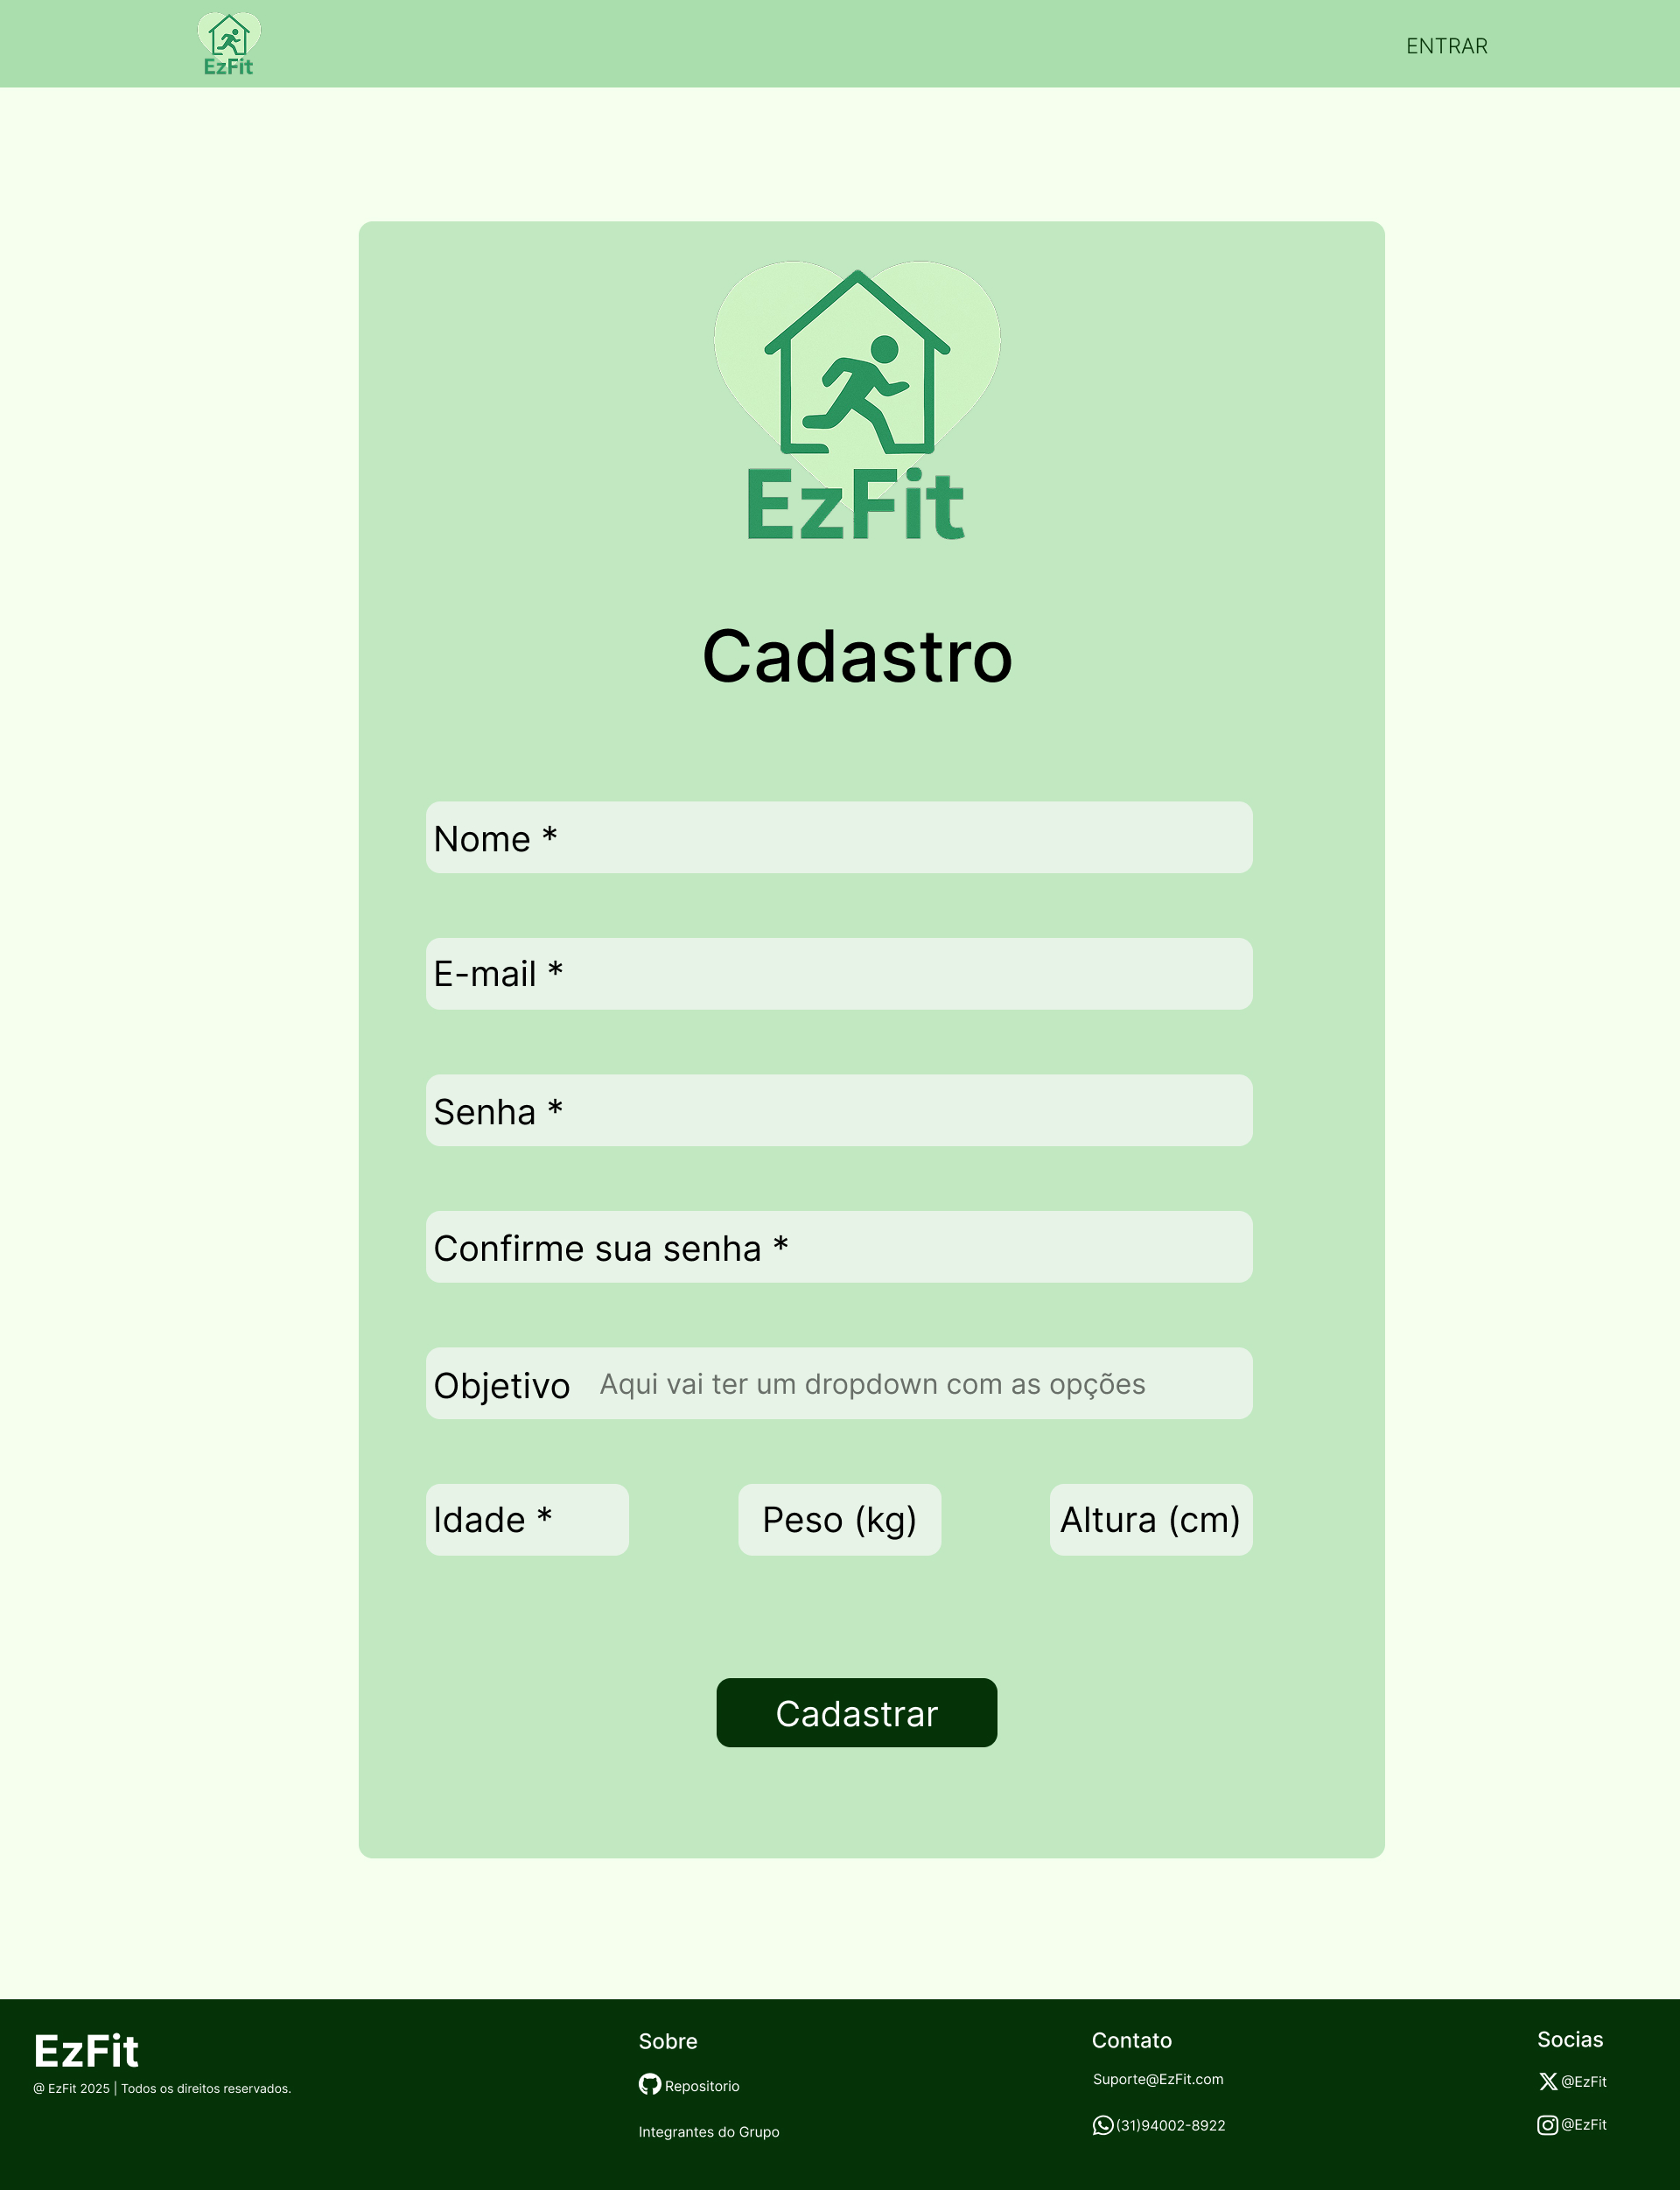 EzFit
ENTRAR
EzFit
Cadastro
Nome *
E-mail *
Senha *
Confirme sua senha *
Objetivo Aqui vai ter um dropdown com as opções
Idade * Peso (kg) Altura (cm)
Cadastrar
EzFit
@ EzFit 2025 | Todos os direitos reservados.
Sobre
Repositorio
Integrantes do Grupo
Contato
Suporte@EzFit.com
(31)94002-8922
Socias
@EzFit
@EzFit